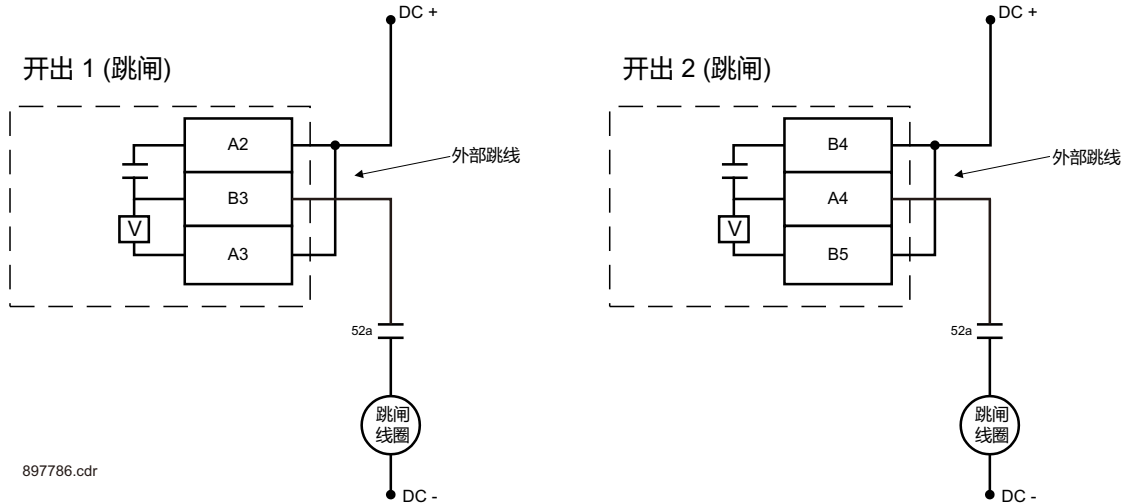 DC +
开出 1 (跳闸)
A2
B3
A3
V
外部跳线
52a
跳闸
线圈
DC -
DC +
开出 2 (跳闸)
B4
A4
B5
V
外部跳线
52a
跳闸
线圈
DC -
897786.cdr